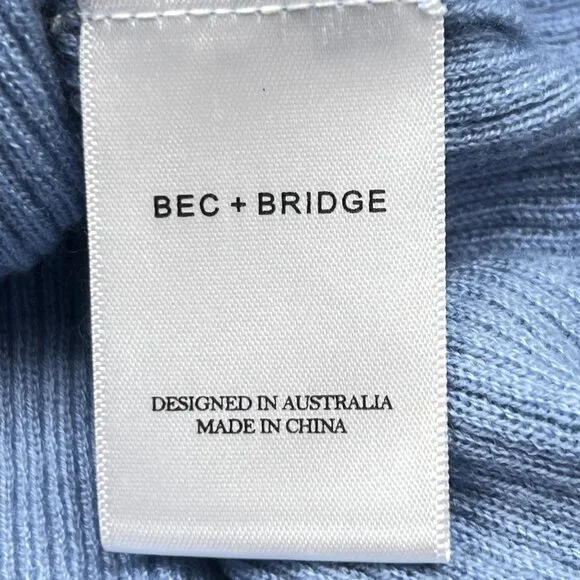 BEC + BRIDGE
DESIGNED IN AUSTRALIA
MADE IN CHINA